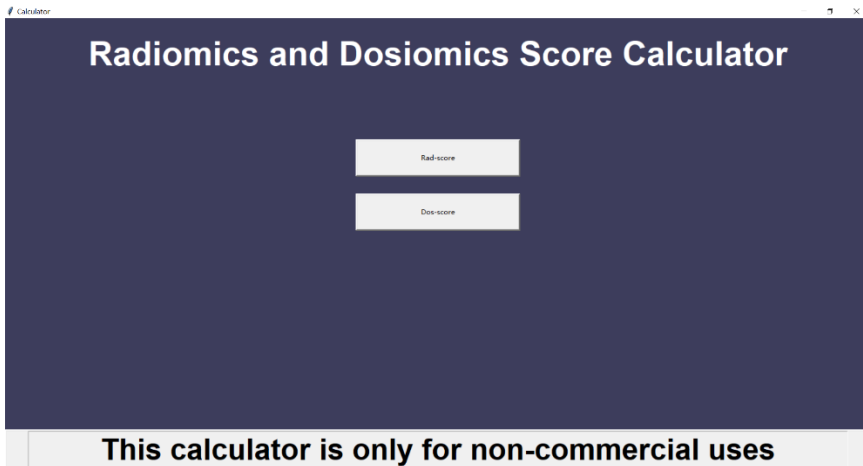 Calculator
Radiomics and Dosiomics Score Calculator
Rad-score
Dos-score
This calculator is only for non-commercial uses